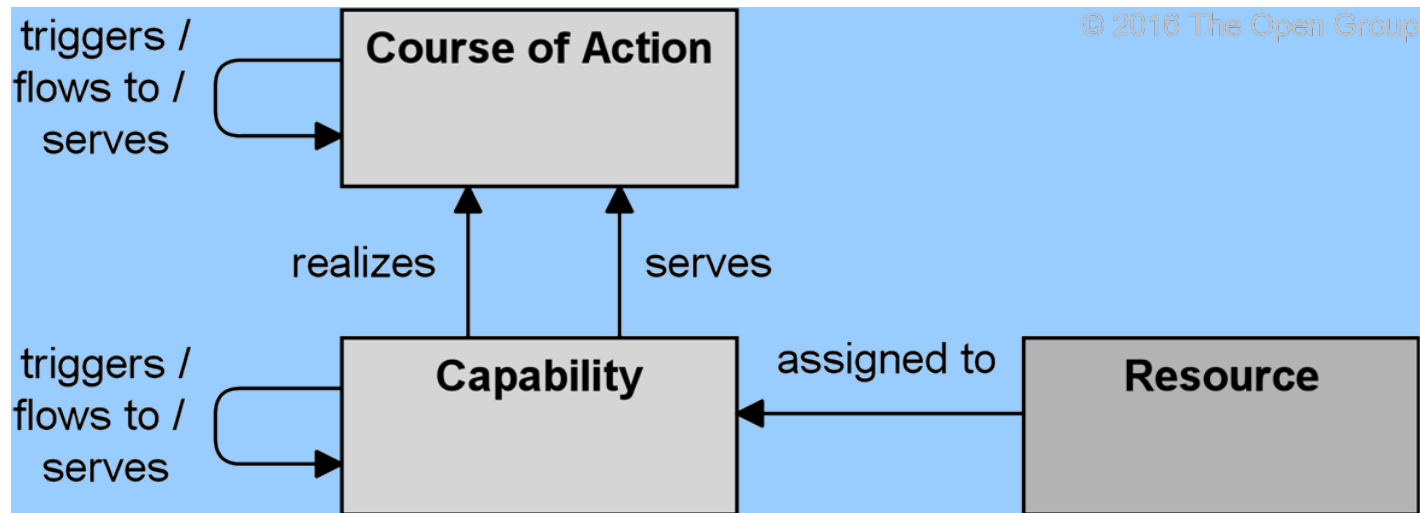 triggers /
flows to /
serves
Course of Action
© 2016 The Open Group
realizes
serves
triggers /
flows to /
serves
Capability
assigned to
Resource